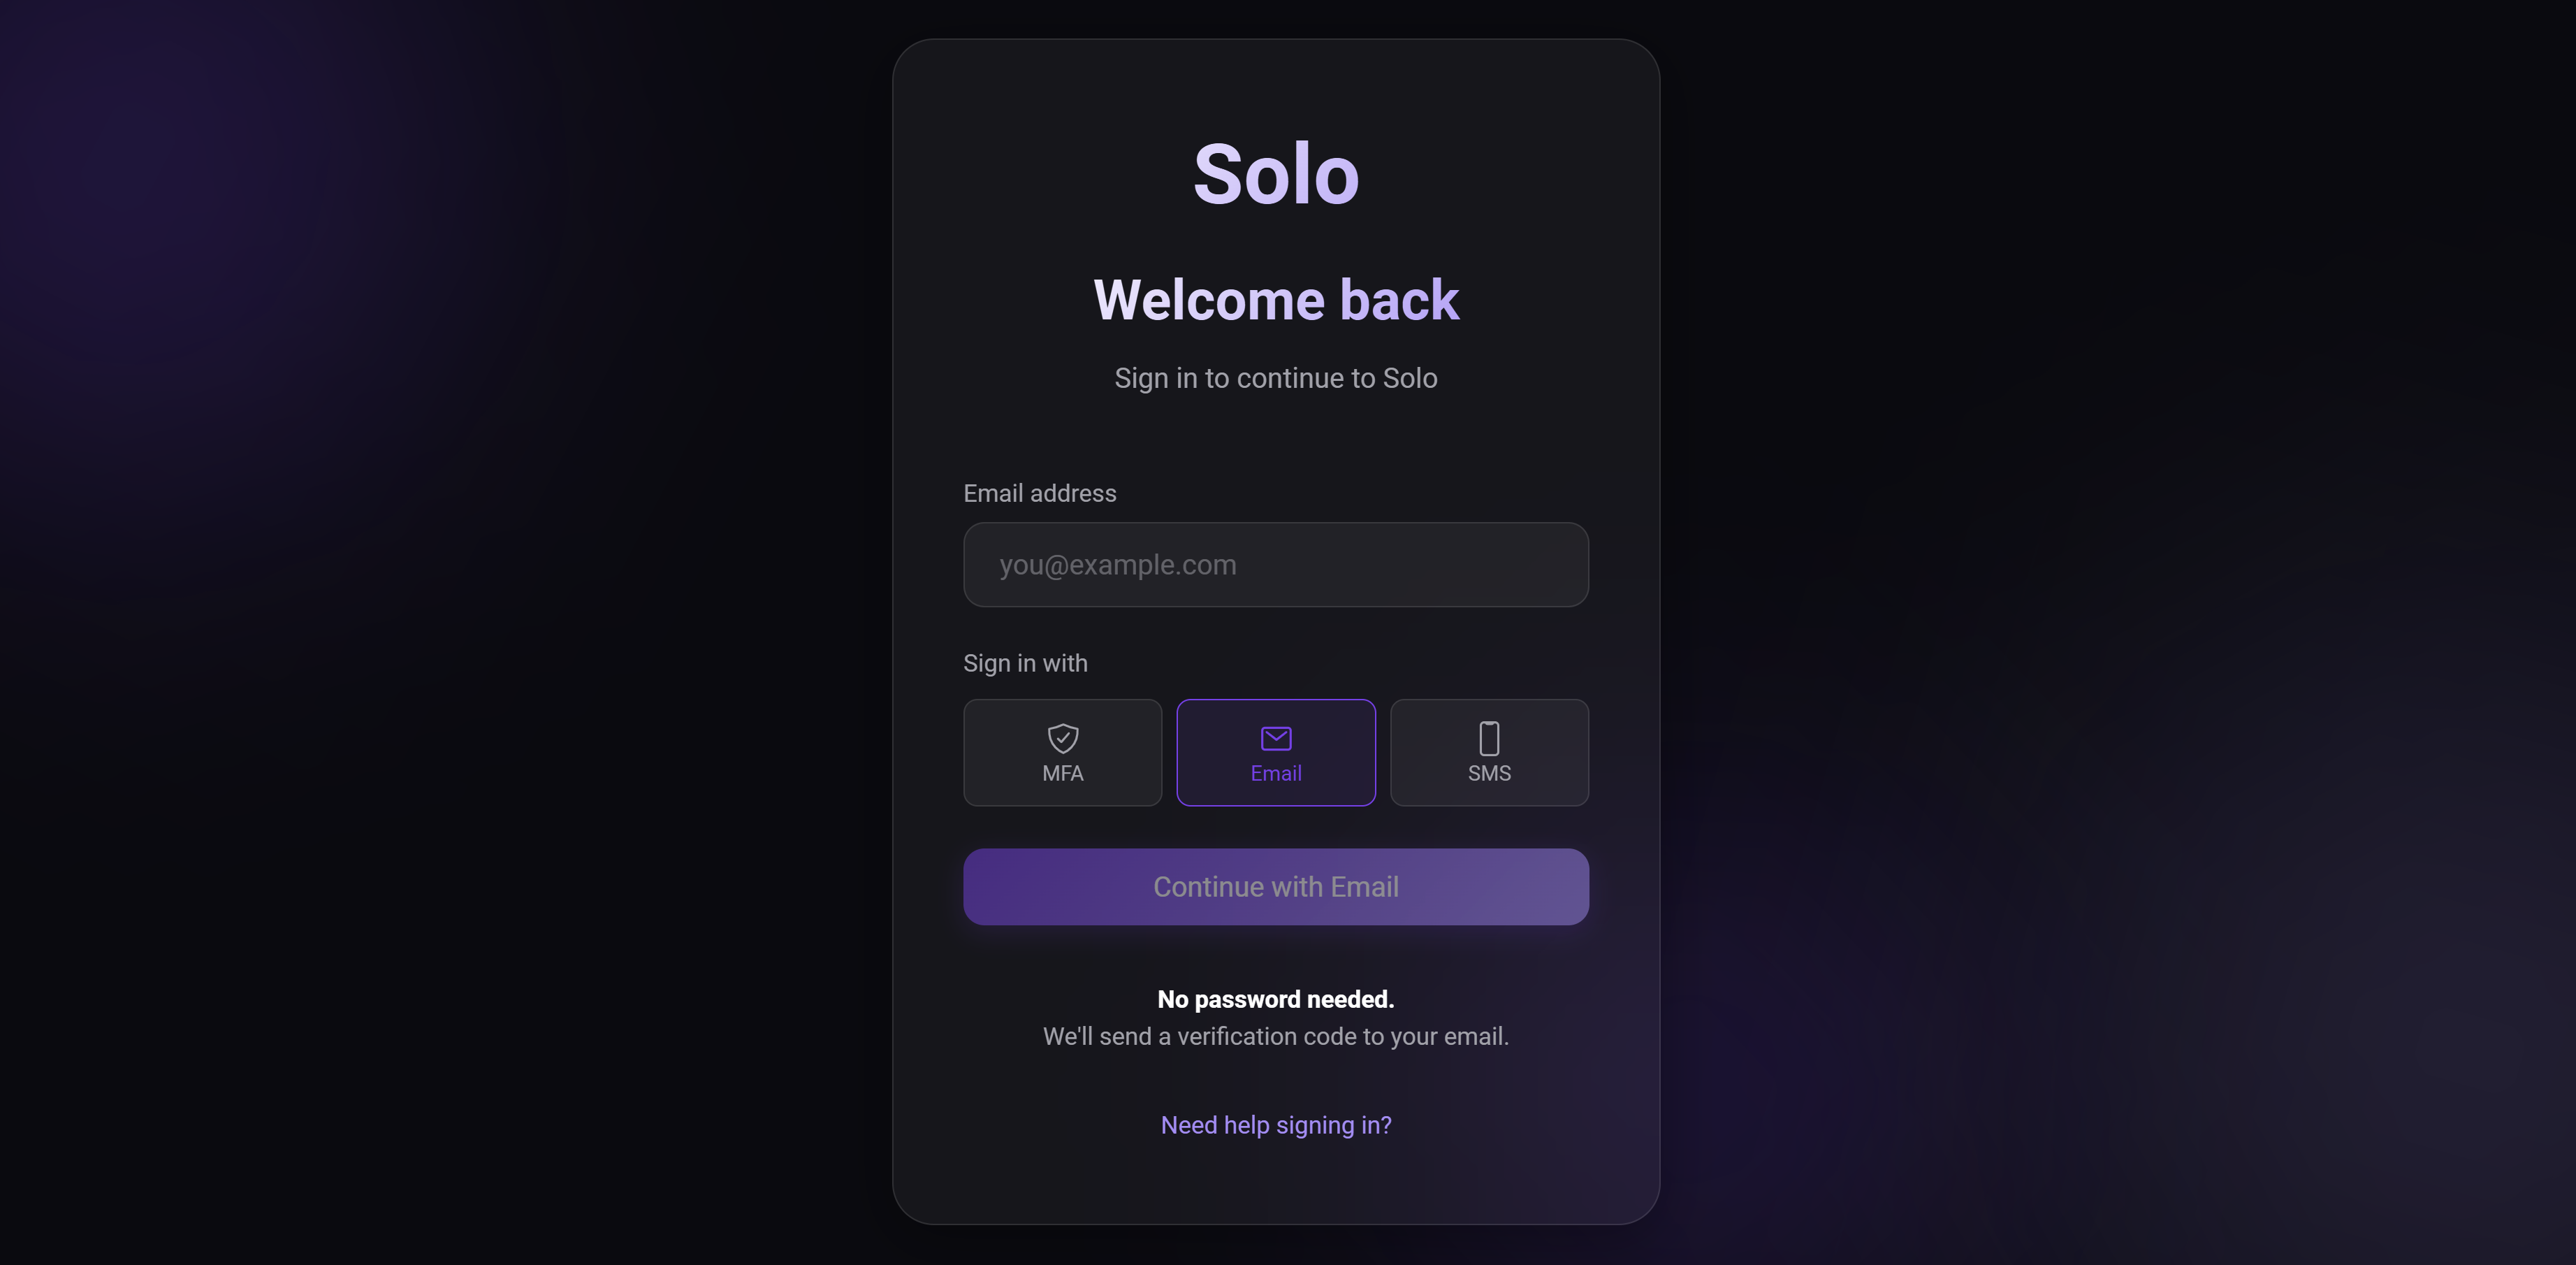 Solo
Welcome back
Sign in to continue to Solo
Email address
you@example.com
Sign in with
MFA
Email
SMS
Continue with Email
No password needed.
We'll send a verification code to your email.
Need help signing in?